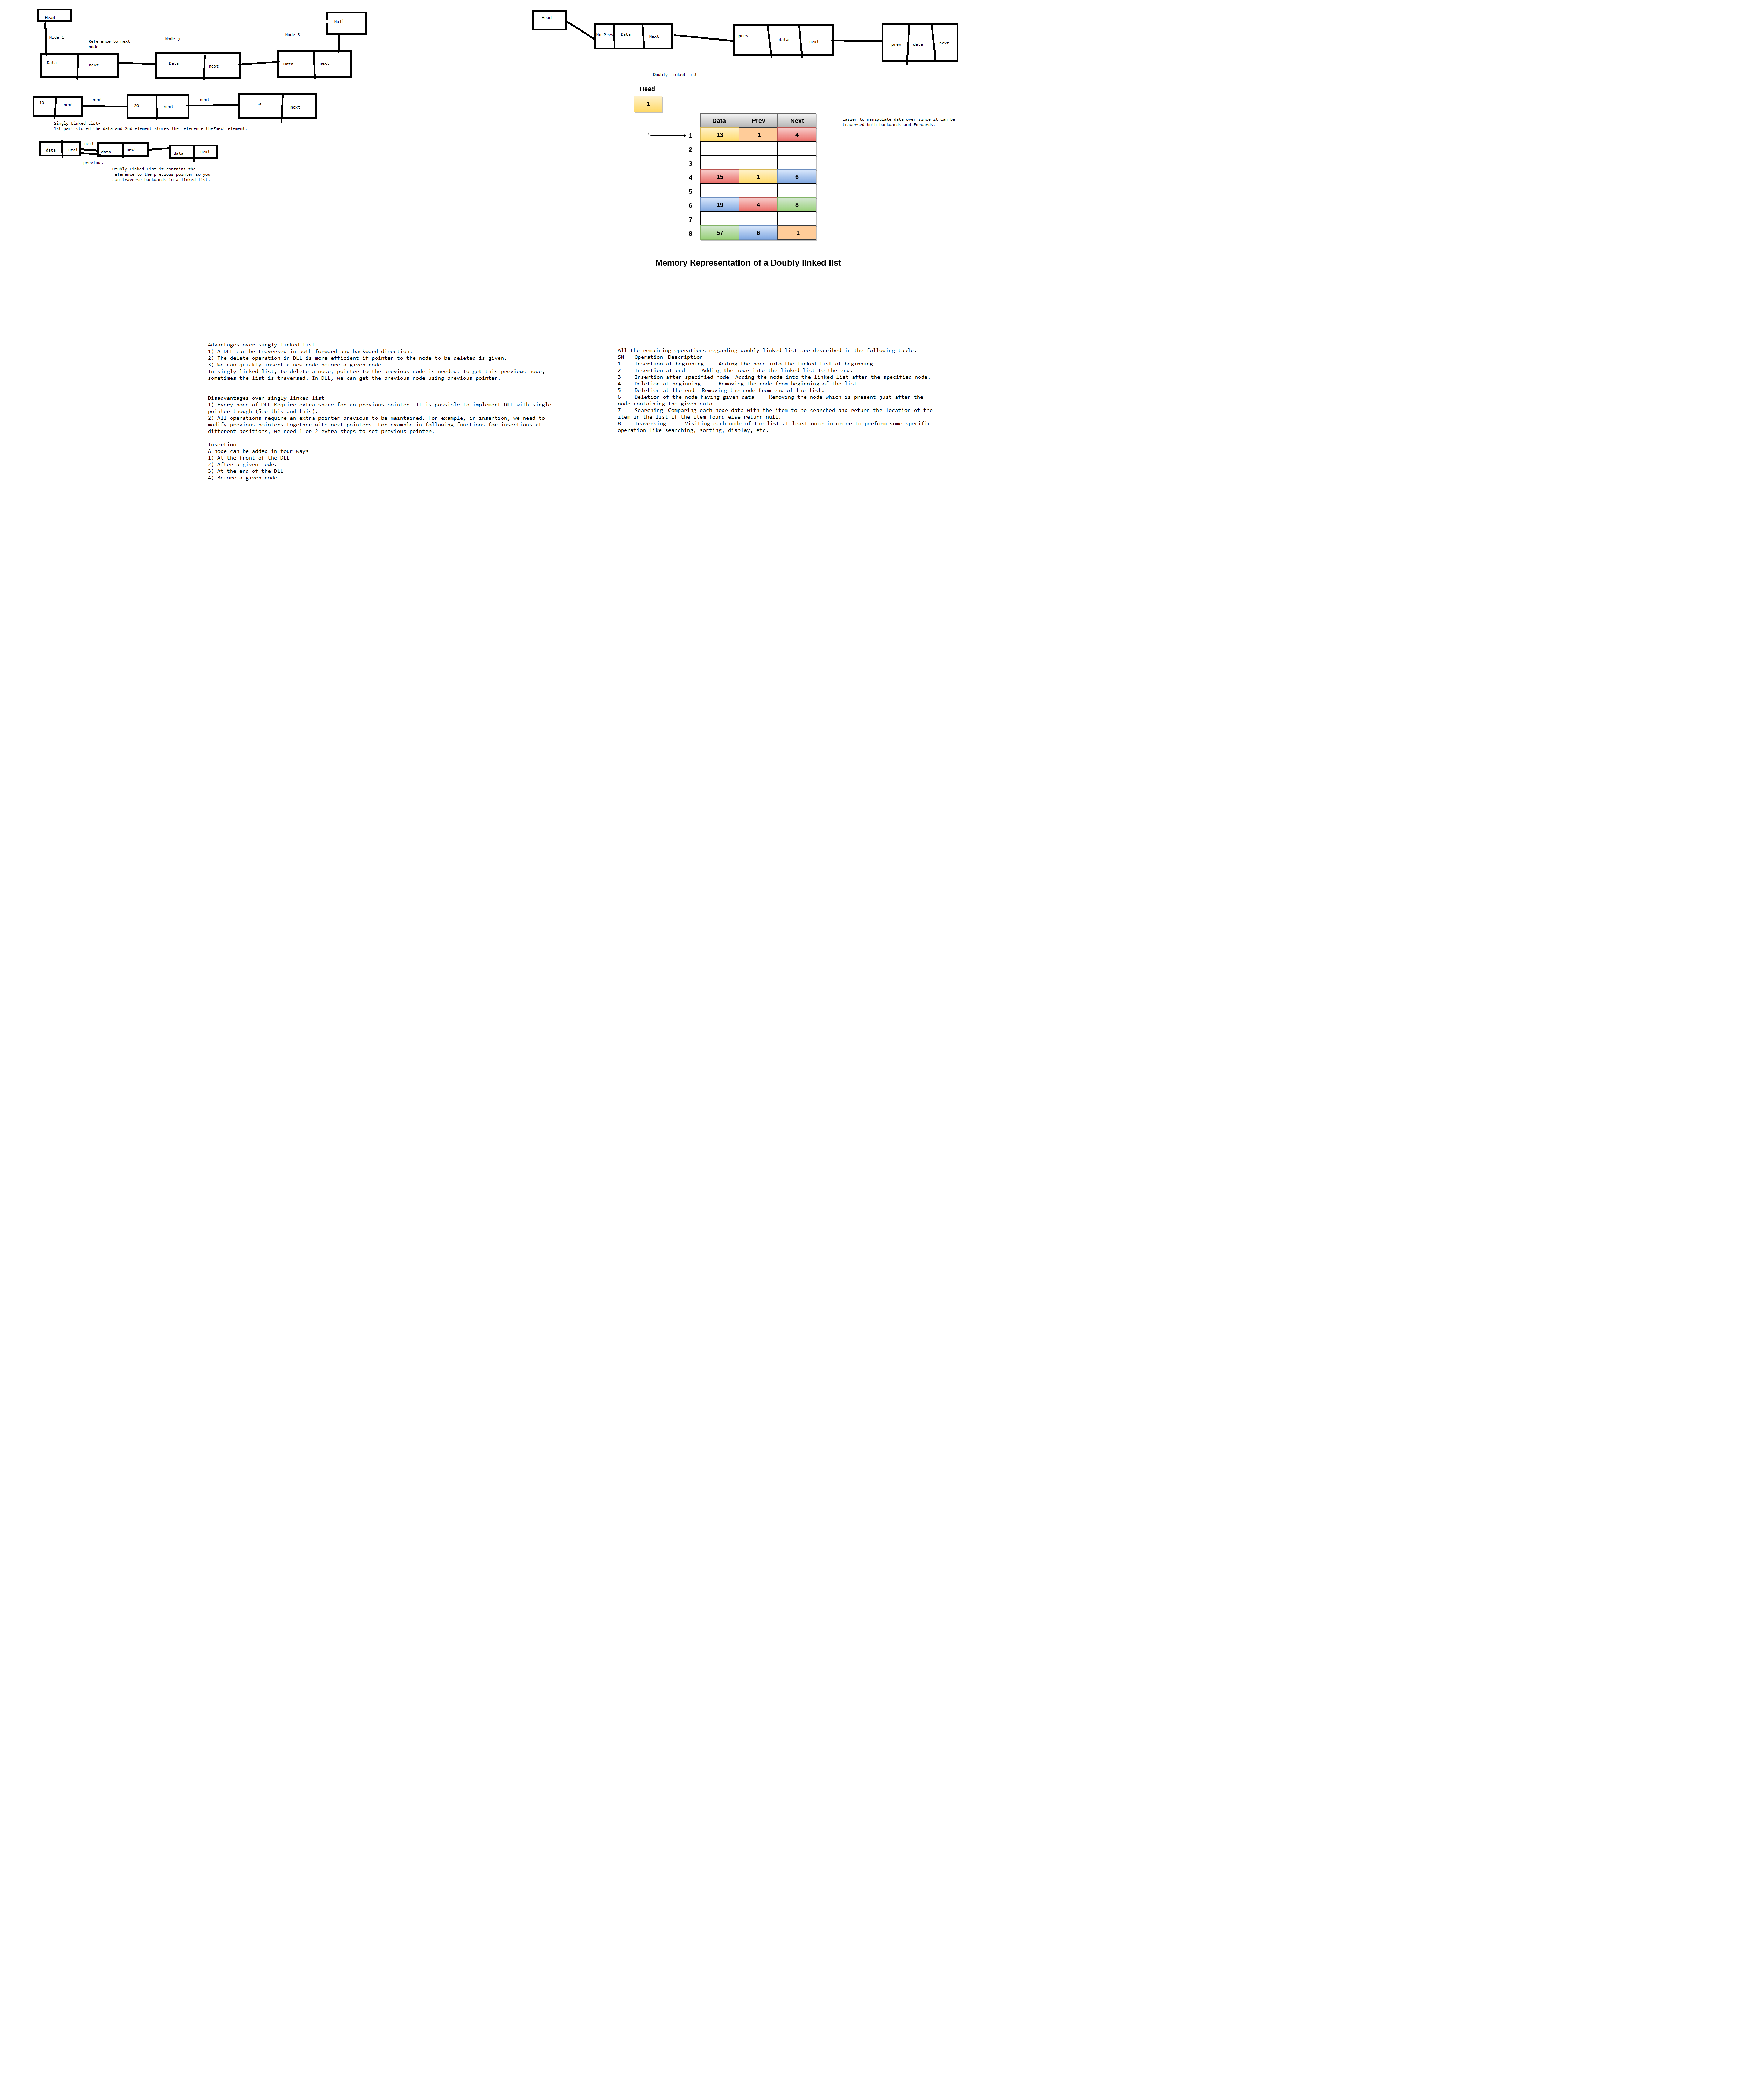 Head
Null
Node 1
Reference to next
node
Node 2
Node 3
Data
next
Data
next
Data
next
10
next
next
20
next
next
30
next
Singly Linked List-
1st part stored the data and 2nd element stores the reference the next element.
data
next
next
data
next
data
next
previous
Doubly Linked List-it contains the
reference to the previous pointer so you
can traverse backwards in a linked list.
Head
No Prev
Data
Next
prev
data
next
prev
data
next
Doubly Linked List
Head
1
Data Prev Next
1 13 -1 4
2
3
4 15 1 6
5
6 19 4 8
7
8 57 6 -1
Easier to manipulate data over since it can be
traversed both backwards and forwards.
Memory Representation of a Doubly linked list
Advantages over singly linked list
1) A DLL can be traversed in both forward and backward direction.
2) The delete operation in DLL is more efficient if pointer to the node to be deleted is given.
3) We can quickly insert a new node before a given node.
In singly linked list, to delete a node, pointer to the previous node is needed. To get this previous node,
sometimes the list is traversed. In DLL, we can get the previous node using previous pointer.
Disadvantages over singly linked list
1) Every node of DLL Require extra space for an previous pointer. It is possible to implement DLL with single
pointer though (See this and this).
2) All operations require an extra pointer previous to be maintained. For example, in insertion, we need to
modify previous pointers together with next pointers. For example in following functions for insertions at
different positions, we need 1 or 2 extra steps to set previous pointer.
Insertion
A node can be added in four ways
1) At the front of the DLL
2) After a given node.
3) At the end of the DLL
4) Before a given node.
All the remaining operations regarding doubly linked list are described in the following table.
SN Operation Description
1 Insertion at beginning Adding the node into the linked list at beginning.
2 Insertion at end Adding the node into the linked list to the end.
3 Insertion after specified node Adding the node into the linked list after the specified node.
4 Deletion at beginning Removing the node from beginning of the list
5 Deletion at the end Removing the node from end of the list.
6 Deletion of the node having given data Removing the node which is present just after the
node containing the given data.
7 Searching Comparing each node data with the item to be searched and return the location of the
item in the list if the item found else return null.
8 Traversing Visiting each node of the list at least once in order to perform some specific
operation like searching, sorting, display, etc.